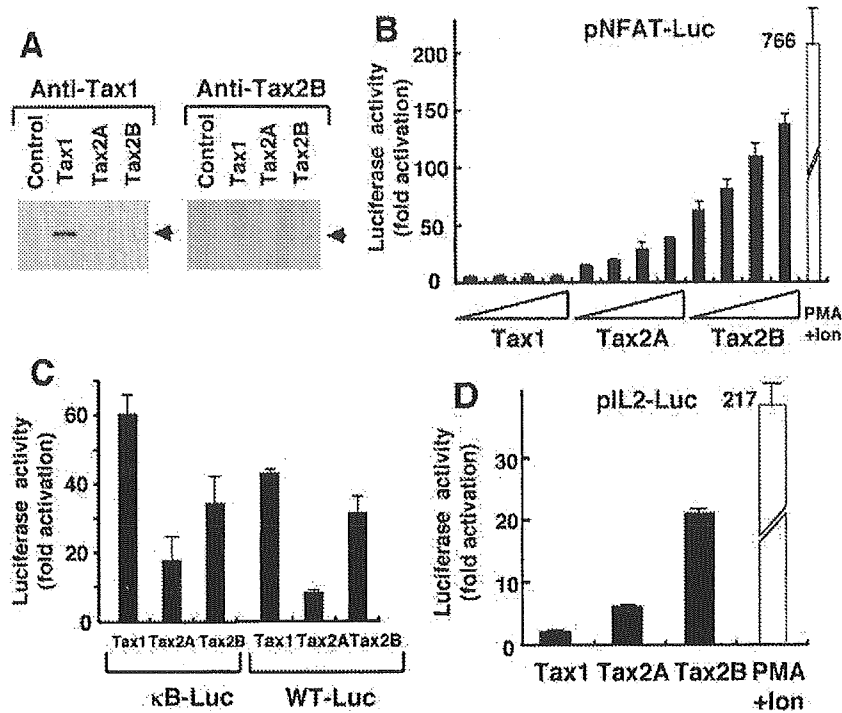 A
Anti-Tax1
Anti-Tax2B
Control
Tax1
Tax2A
Tax2B
Control
Tax1
Tax2A
Tax2B
B
pNFAT-Luc
766
Luciferase activity
(fold activation)
200
150
100
50
0
Tax1
Tax2A
Tax2B
PMA
+Ion
C
Luciferase activity
(fold activation)
60
40
20
0
Tax1 Tax2A Tax2B Tax1 Tax2A Tax2B
κB-Luc
WT-Luc
D
pIL2-Luc
217
Luciferase activity
(fold activation)
30
20
10
0
Tax1 Tax2A Tax2B PMA
+Ion